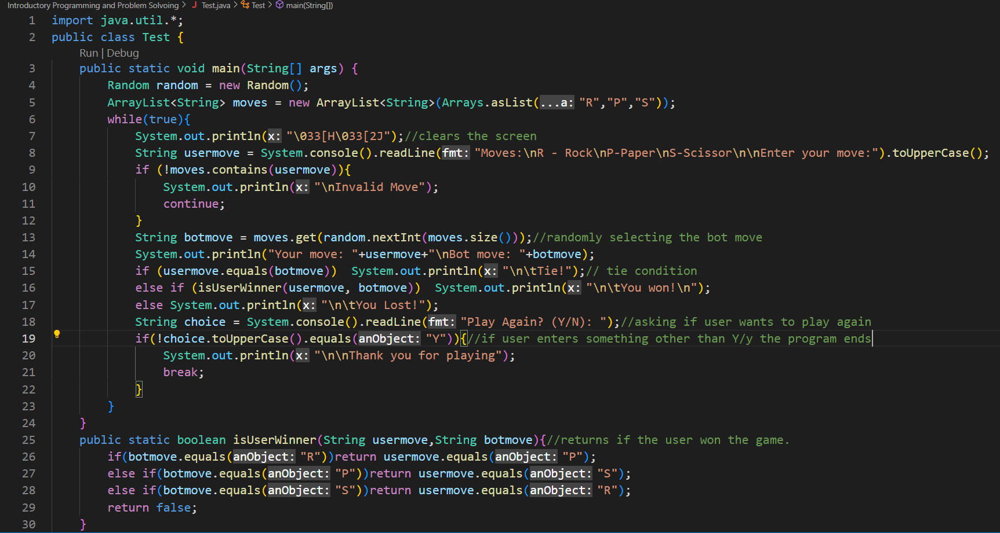 Introductory Programming and Problem Solvoing > J Test.java > Test > main(String[])
1 import java.util.*;
2 public class Test {
Run | Debug
3 public static void main(String[] args) {
4 Random random = new Random();
5 ArrayList<String> moves = new ArrayList<String>(Arrays.asList(...a: "R","P","S"));
6 while(true){
7 System.out.println(x: "\033[H\033[2J");//clears the screen
8 String usermove = System.console().readLine(fmt: "Moves:\nR - Rock\nP-Paper\nS-Scissor\n\nEnter your move:").toUpperCase();
9 if (!moves.contains(usermove)){
10 System.out.println(x: "\nInvalid Move");
11 continue;
12 }
13 String botmove = moves.get(random.nextInt(moves.size()));//randomly selecting the bot move
14 System.out.println("Your move: "+usermove+"\nBot move: "+botmove);
15 if (usermove.equals(botmove))  System.out.println(x: "\n\tTie!");// tie condition
16 else if (isUserWinner(usermove, botmove))  System.out.println(x: "\n\tYou won!\n");
17 else System.out.println(x: "\n\tYou Lost!");
18 String choice = System.console().readLine(fmt: "Play Again? (Y/N): ");//asking if user wants to play again
19 if(!choice.toUpperCase().equals(anObject: "Y")){//if user enters something other than Y/y the program ends
20 System.out.println(x: "\n\nThank you for playing");
21 break;
22 }
23 }
24 }
25 public static boolean isUserWinner(String usermove,String botmove){//returns if the user won the game.
26 if(botmove.equals(anObject: "R"))return usermove.equals(anObject: "P");
27 else if(botmove.equals(anObject: "P"))return usermove.equals(anObject: "S");
28 else if(botmove.equals(anObject: "S"))return usermove.equals(anObject: "R");
29 return false;
30 }